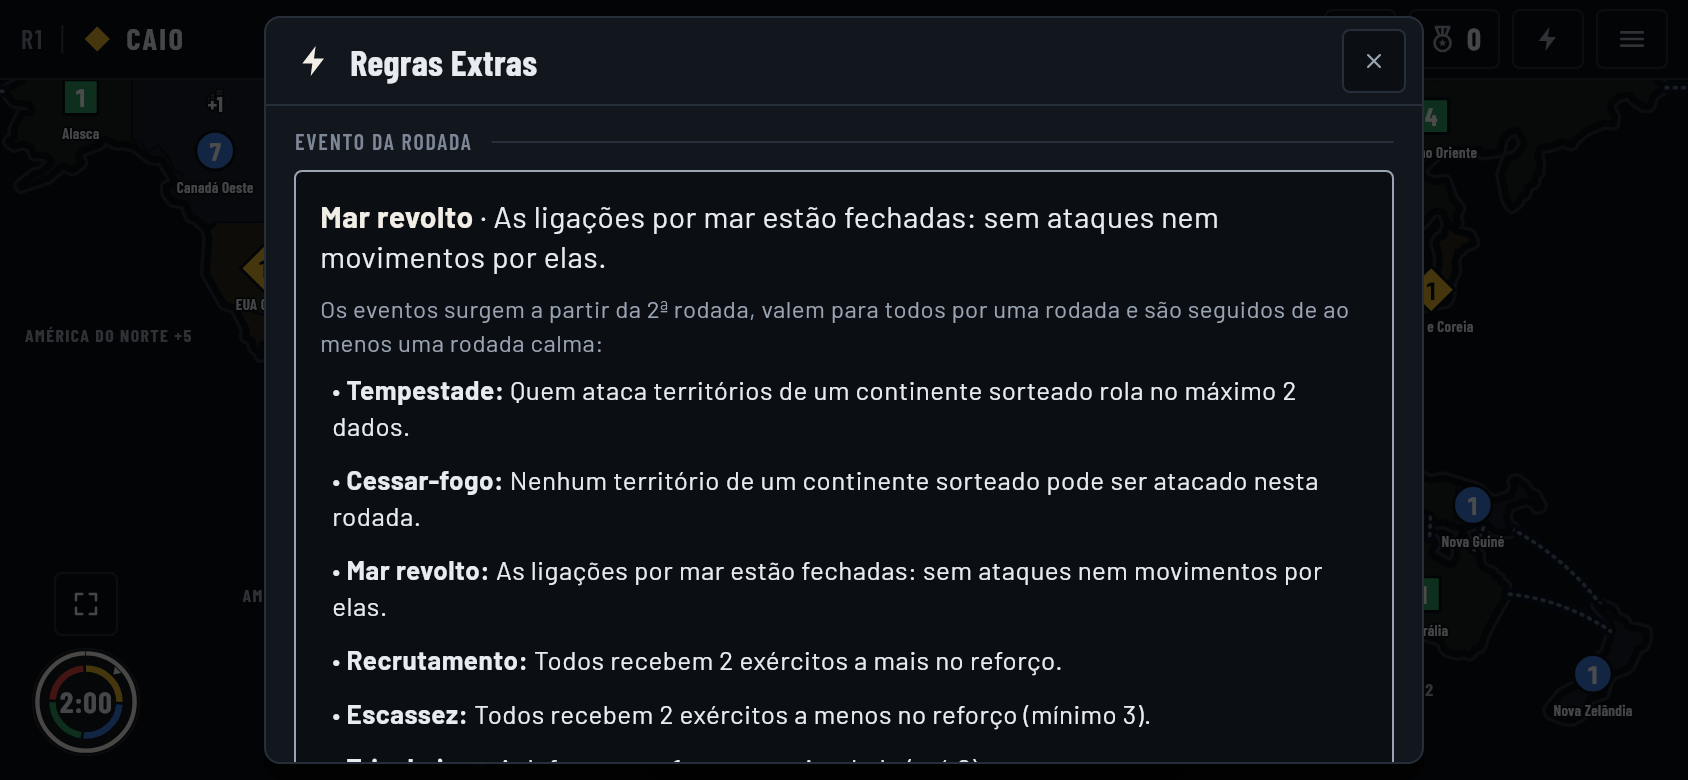 R1 CAIO
Regras Extras
0
EVENTO DA RODADA
Mar revolto · As ligações por mar estão fechadas: sem ataques nem
movimentos por elas.
Os eventos surgem a partir da 2ª rodada, valem para todos por uma rodada e são seguidos de ao
menos uma rodada calma:
• Tempestade: Quem ataca territórios de um continente sorteado rola no máximo 2
dados.
• Cessar-fogo: Nenhum território de um continente sorteado pode ser atacado nesta
rodada.
• Mar revolto: As ligações por mar estão fechadas: sem ataques nem movimentos por
elas.
• Recrutamento: Todos recebem 2 exércitos a mais no reforço.
• Escassez: Todos recebem 2 exércitos a menos no reforço (mínimo 3).
1
Alasca
+1
7
Canadá Oeste
EUA
AMÉRICA DO NORTE +5
2:00
4
Oriente
1
e Coreia
1
Nova Guiné
2
1
Nova Zelândia